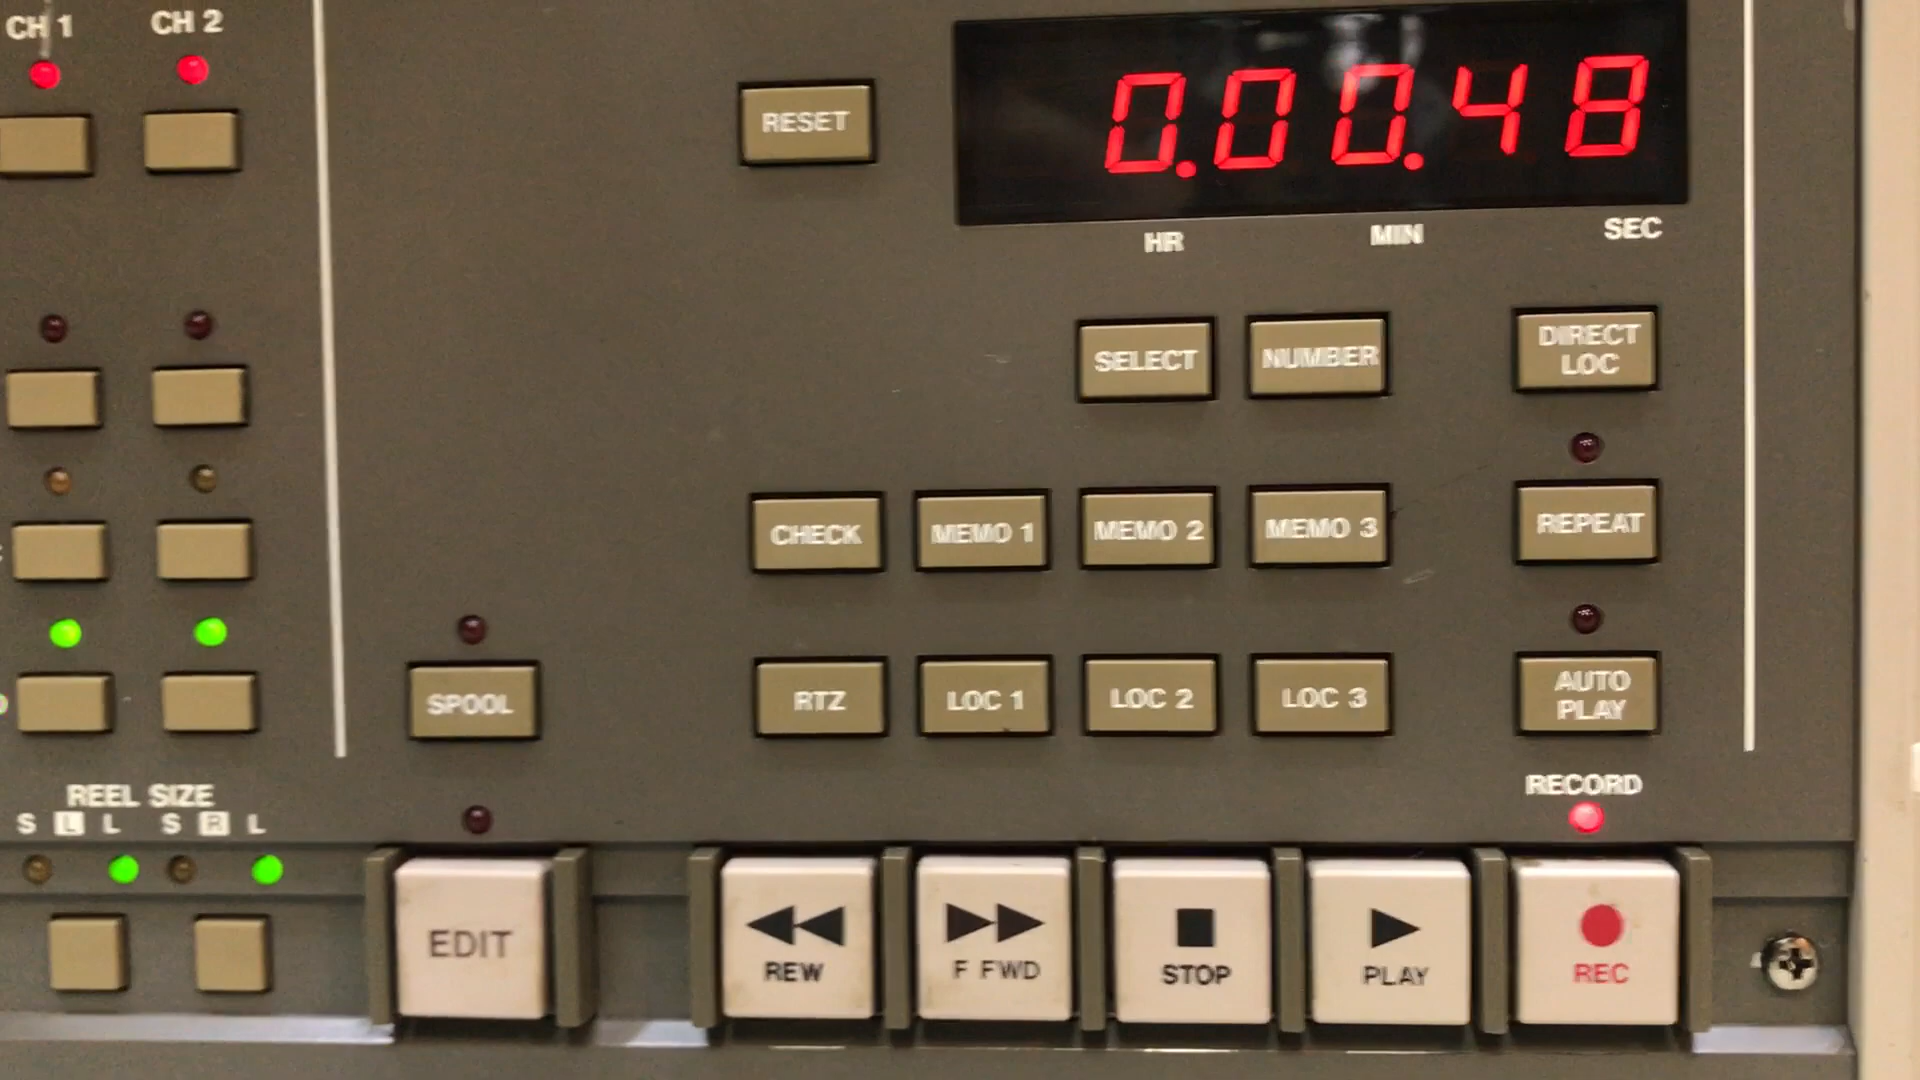 CH 1 CH 2
RESET
0.00.48
HR MIN SEC
SELECT NUMBER DIRECT LOC
CHECK MEMO 1 MEMO 2 MEMO 3 REPEAT
SPOOL RTZ LOC 1 LOC 2 LOC 3 AUTO PLAY
REEL SIZE
S L L S R L
RECORD
EDIT REW F FWD STOP PLAY REC